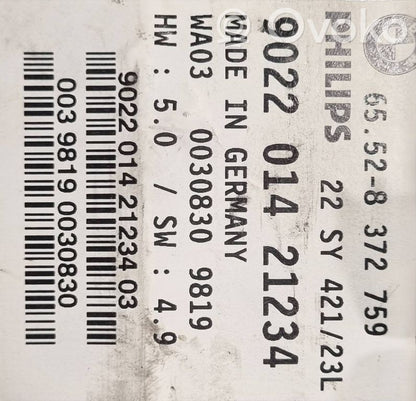 65.52-8 372 759
PHILIPS 22 SY 421/23L
9022 014 21234
MADE IN GERMANY
WA03 0030830 9819
HW : 5.0 / SW : 4.9
9022 014 21234 03
003 9819 0030830
Ovoko